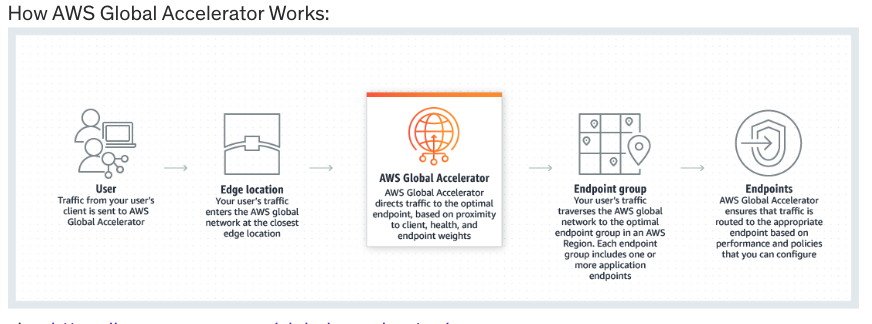 How AWS Global Accelerator Works:
User
Traffic from your user's
client is sent to AWS
Global Accelerator
Edge location
Your user's traffic
enters the AWS global
network at the closest
edge location
AWS Global Accelerator
AWS Global Accelerator
directs traffic to the optimal
endpoint, based on proximity
to client, health, and
endpoint weights
Endpoint group
Your user's traffic
traverses the AWS global
network to the optimal
endpoint group in an AWS
Region. Each endpoint
group includes one or
more application
endpoints
Endpoints
AWS Global Accelerator
ensures that traffic is
routed to the appropriate
endpoint based on
performance and policies
that you can configure